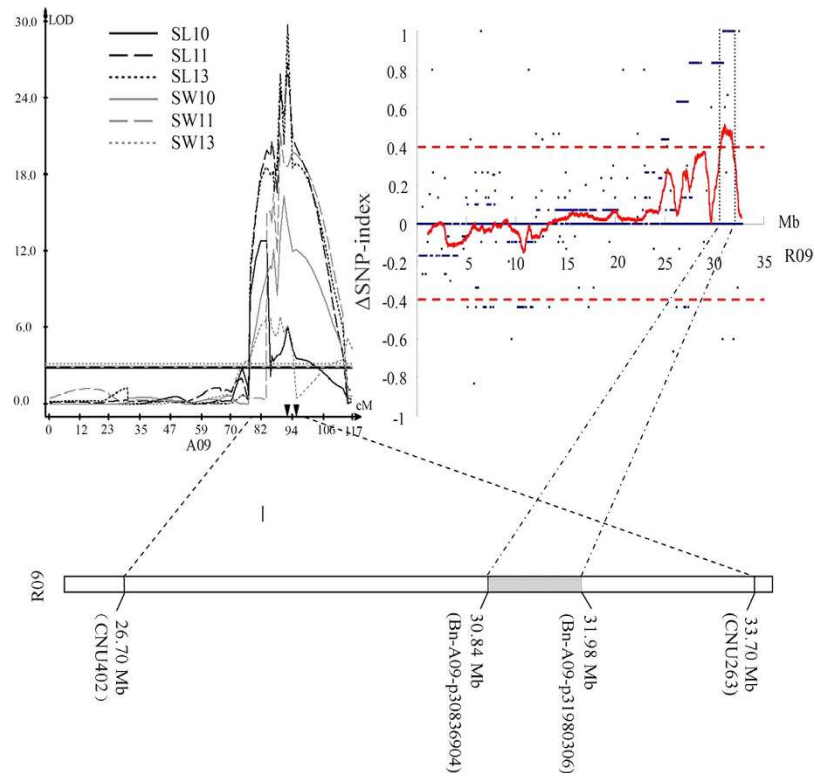 30.0
LOD
24.0
18.0
12.0
6.0
0.0
SL10
SL11
SL13
SW10
SW11
SW13
0 12 23 35 47 59 70 82 94 106 117
cM
A09
1
0.8
0.6
0.4
0.2
0
-0.2
-0.4
-0.6
-0.8
-1
ΔSNP-index
5 10 15 20 25 30 35
Mb
R09
R09
26.70 Mb
(CNU402)
30.84 Mb
(Bn-A09-p30836904)
31.98 Mb
(Bn-A09-p31980306)
33.70 Mb
(CNU263)